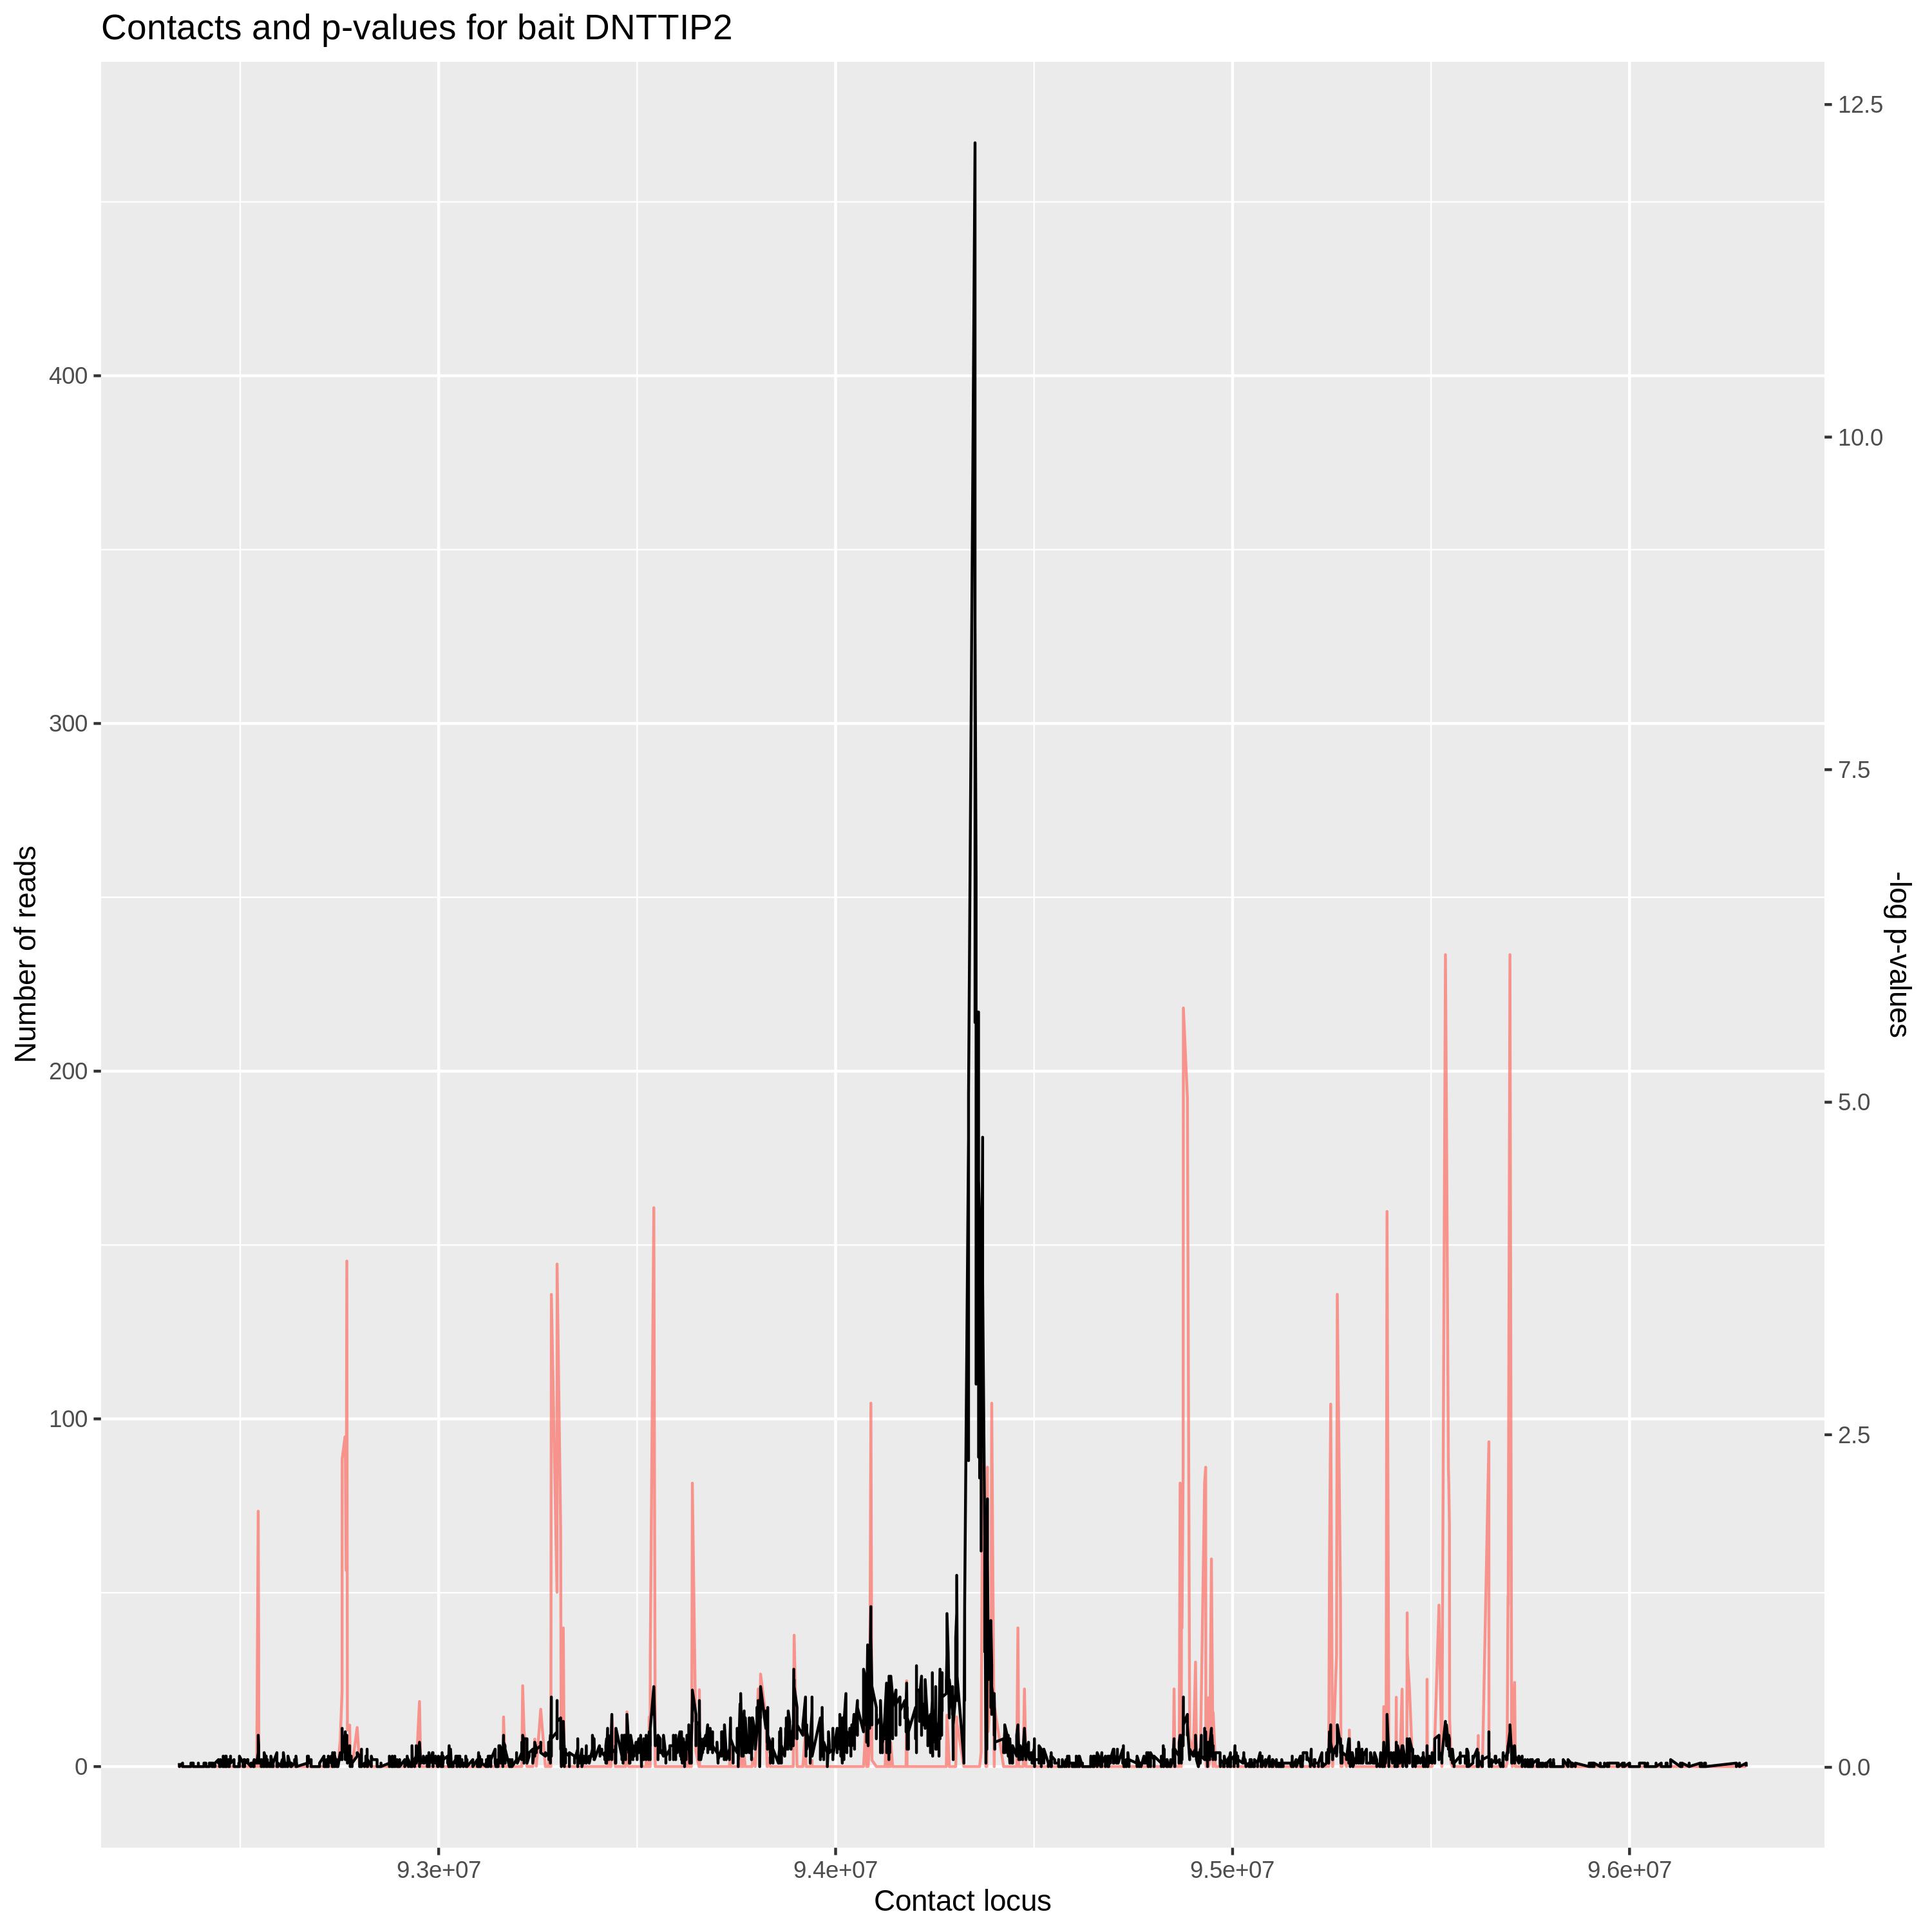 Contacts and p-values for bait DNTTIP2
Number of reads
400
300
200
100
0
12.5
10.0
7.5
5.0
2.5
0.0
-log p-values
9.3e+07
9.4e+07
9.5e+07
9.6e+07
Contact locus